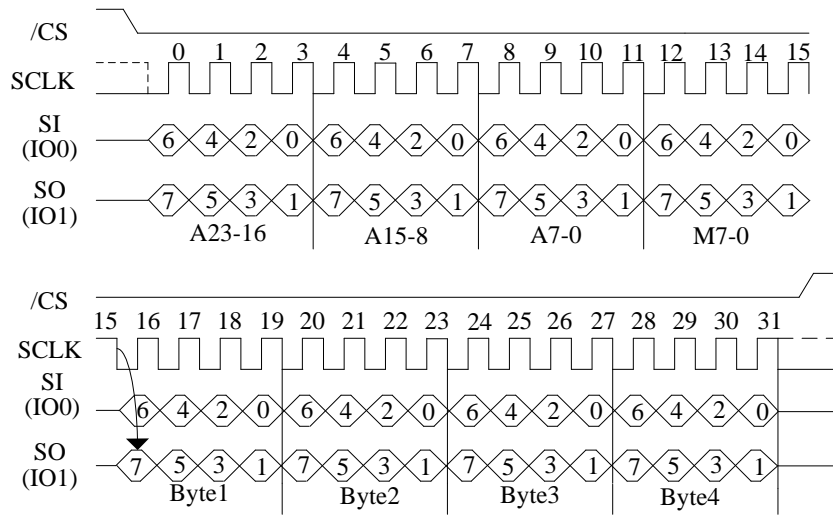 /CS
0 1 2 3 4 5 6 7 8 9 10 11 12 13 14 15
SCLK
SI
(IO0)
6 4 2 0 6 4 2 0 6 4 2 0 6 4 2 0
SO
(IO1)
7 5 3 1 7 5 3 1 7 5 3 1 7 5 3 1
A23-16 A15-8 A7-0 M7-0
/CS
15 16 17 18 19 20 21 22 23 24 25 26 27 28 29 30 31
SCLK
SI
(IO0)
6 4 2 0 6 4 2 0 6 4 2 0 6 4 2 0
SO
(IO1)
7 5 3 1 7 5 3 1 7 5 3 1 7 5 3 1
Byte1 Byte2 Byte3 Byte4